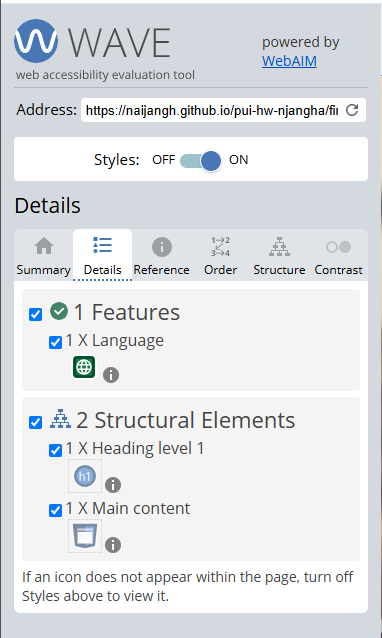 WAVE
web accessibility evaluation tool
powered by
WebAIM
Address: https://naijangh.github.io/pui-hw-njangha/fir
Styles: OFF ON
Details
Summary Details Reference Order Structure Contrast
1 Features
1 X Language
2 Structural Elements
1 X Heading level 1
h1
1 X Main content
If an icon does not appear within the page, turn off
Styles above to view it.